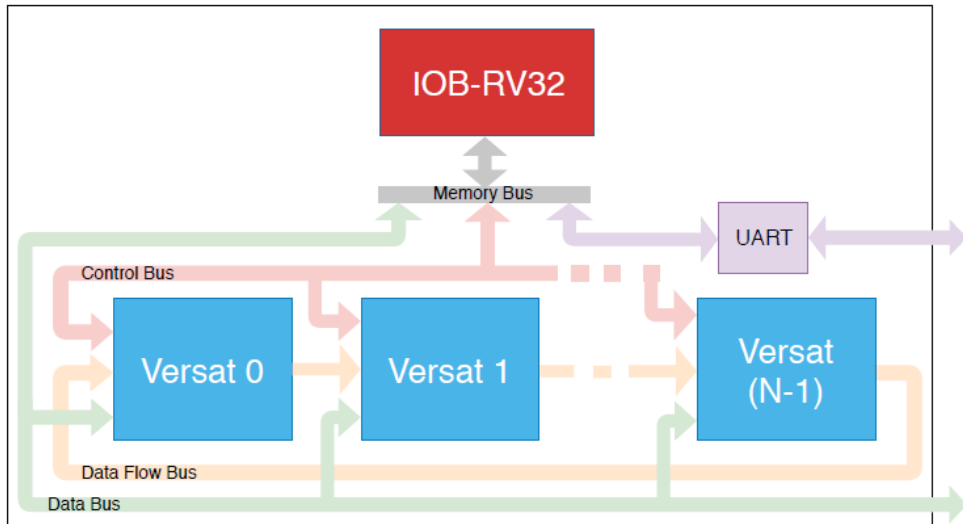 IOB-RV32
Memory Bus
UART
Control Bus
Versat 0
Versat 1
Versat
(N-1)
Data Flow Bus
Data Bus